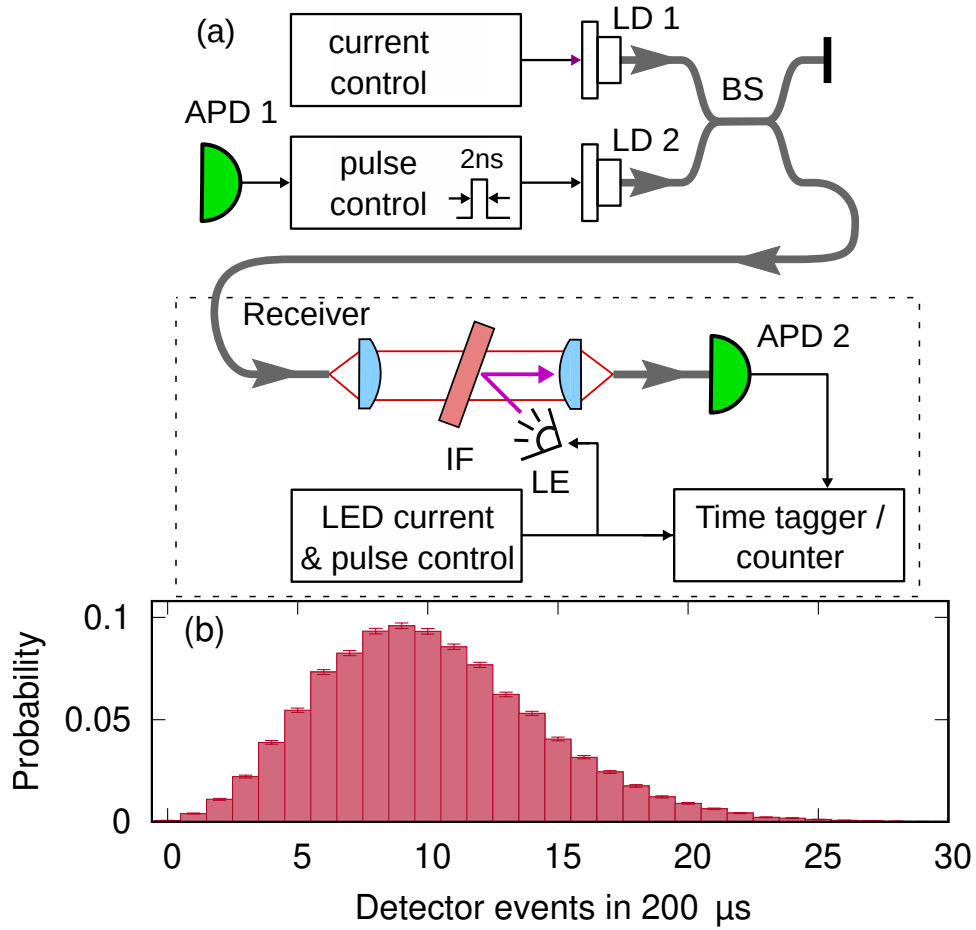 (a)
current
control
LD 1
BS
APD 1
pulse
control
2ns
LD 2
Receiver
APD 2
IF
LE
LED current
& pulse control
Time tagger /
counter
(b)
Probability
0.1
0.05
0
0 5 10 15 20 25 30
Detector events in 200 μs